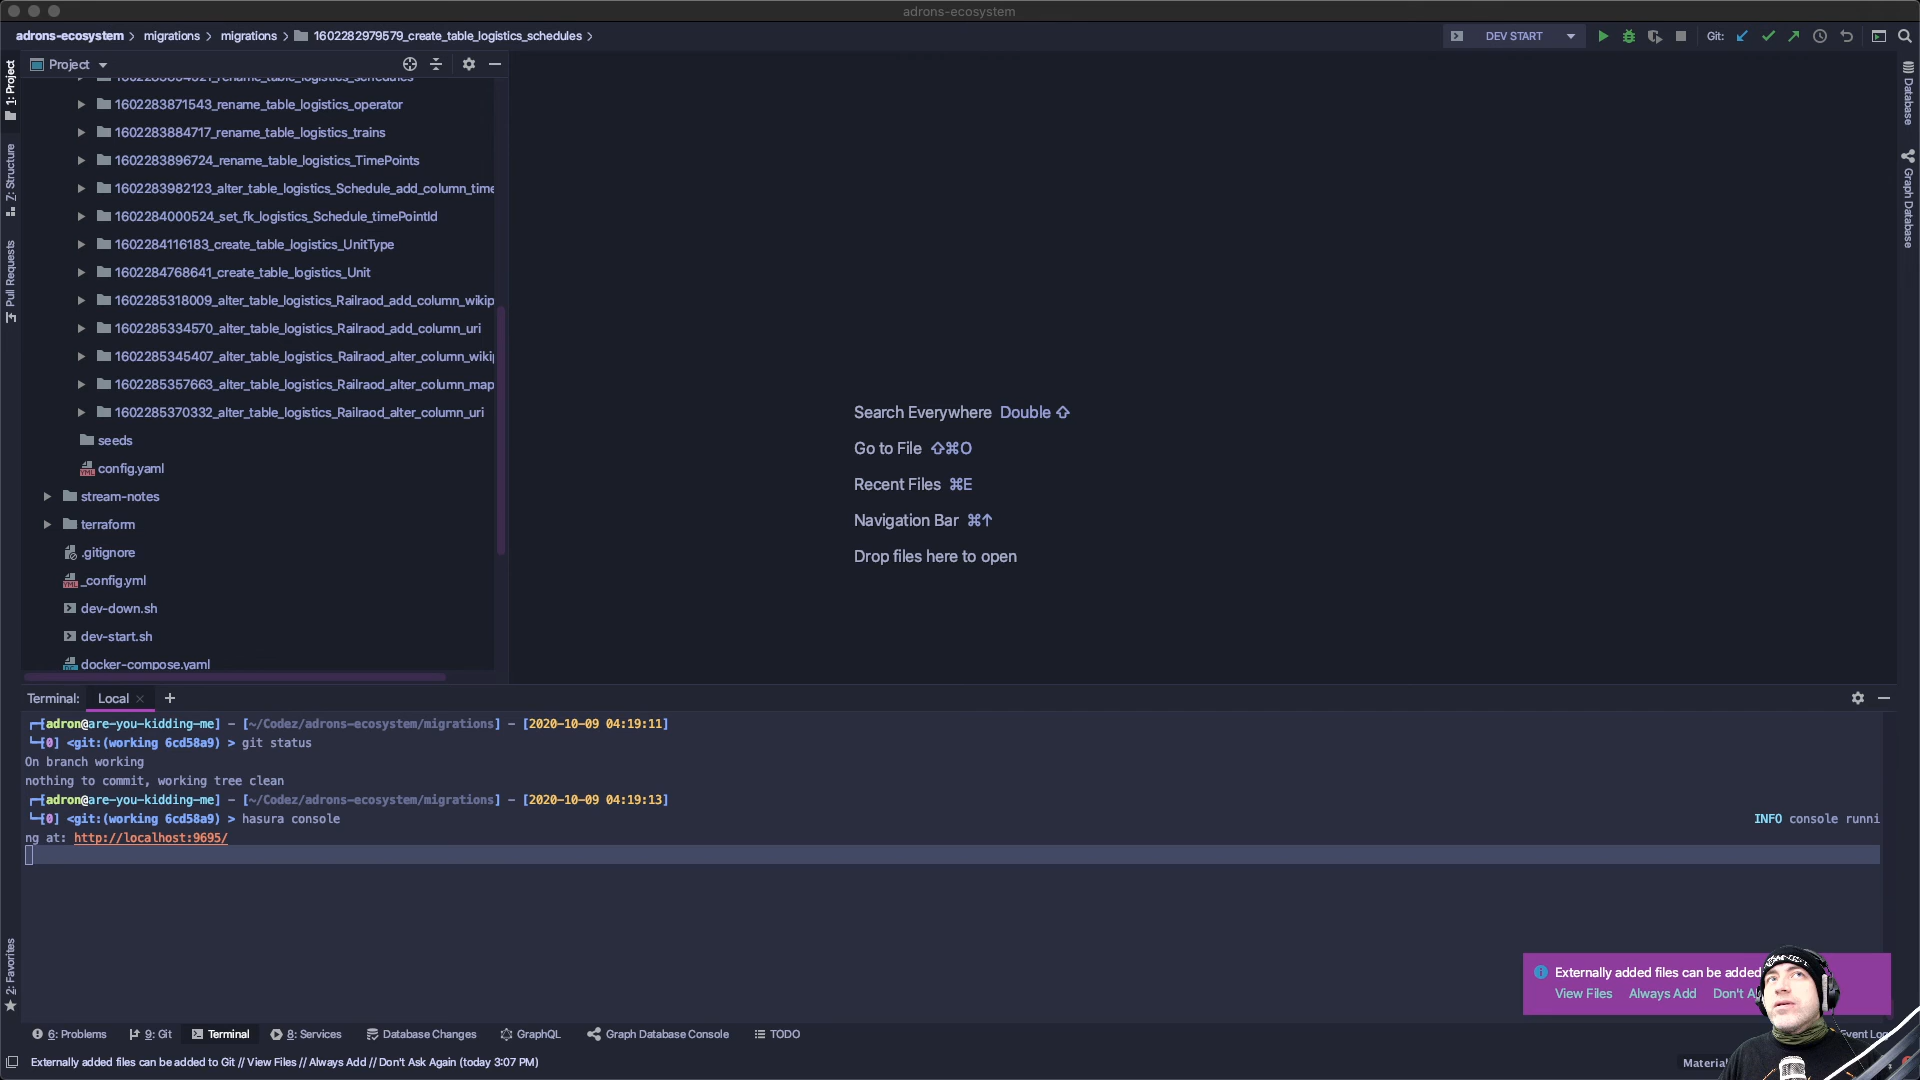 adrons-ecosystem
adrons-ecosystem
migrations
migrations
1602282979579_create_table_logistics_schedules
DEV START
Git:
1: Project
Z: Structure
Pull Requests
2: Favorites
Project
1602283871543_rename_table_logistics_operator
1602283884717_rename_table_logistics_trains
1602283896724_rename_table_logistics_TimePoints
1602283982123_alter_table_logistics_Schedule_add_column_time
1602284000524_set_fk_logistics_Schedule_timePointId
1602284116183_create_table_logistics_UnitType
1602284768641_create_table_logistics_Unit
1602285318009_alter_table_logistics_Railraod_add_column_wikip
1602285334570_alter_table_logistics_Railraod_add_column_uri
1602285345407_alter_table_logistics_Railraod_alter_column_wiki
1602285357663_alter_table_logistics_Railraod_alter_column_map
1602285370332_alter_table_logistics_Railraod_alter_column_uri
seeds
config.yaml
stream-notes
terraform
.gitignore
_config.yml
dev-down.sh
dev-start.sh
docker-compose.yaml
Search Everywhere Double ⇧
Go to File ⇧⌘O
Recent Files ⌘E
Navigation Bar ⌘↑
Drop files here to open
Database
Graph Database
Terminal:
Local
[adron@are-you-kidding-me] - [~/Codez/adrons-ecosystem/migrations] - [2020-10-09 04:19:11]
[0] <git:(working 6cd58a9) > git status
On branch working
nothing to commit, working tree clean
[adron@are-you-kidding-me] - [~/Codez/adrons-ecosystem/migrations] - [2020-10-09 04:19:13]
[0] <git:(working 6cd58a9) > hasura console INFO console runni
ng at: http://localhost:9695/
Externally added files can be added
View Files Always Add Don't A
6: Problems
9: Git
Terminal
8: Services
Database Changes
GraphQL
Graph Database Console
TODO
Event Log
Externally added files can be added to Git // View Files // Always Add // Don't Ask Again (today 3:07 PM)
Material